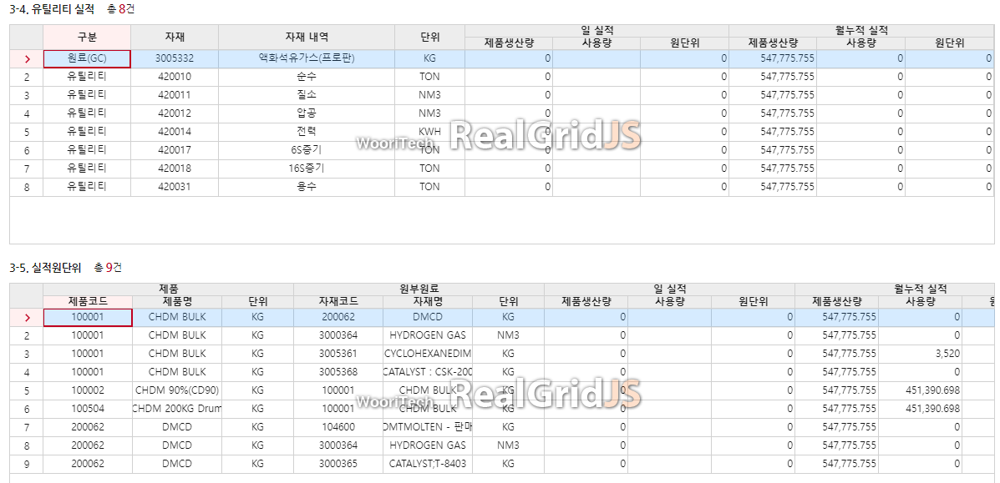 3-4. 유틸리티 실적 총 8건
구분 자재 자재 내역 단위 일 실적 월누적 실적
제품생산량 사용량 원단위 제품생산량 사용량 원단위
원료(GC) 3005332 액화석유가스(프로판) KG 0 0 547,775.755 0 0
2 유틸리티 420010 순수 TON 0 0 547,775.755 0 0
3 유틸리티 420011 질소 NM3 0 0 547,775.755 0 0
4 유틸리티 420012 압공 NM3 0 0 547,775.755 0 0
5 유틸리티 420014 전력 KWH 0 0 547,775.755 0 0
6 유틸리티 420017 6S증기 TON 0 0 547,775.755 0 0
7 유틸리티 420018 16S증기 TON 0 0 547,775.755 0 0
8 유틸리티 420031 용수 TON 0 0 547,775.755 0 0
WooriTech RealGridJS
3-5. 실적원단위 총 9건
제품 원부원료 일 실적 월누적 실적
제품코드 제품명 단위 자재코드 자재명 단위 제품생산량 사용량 원단위 제품생산량 사용량
100001 CHDM BULK KG 200062 DMCD KG 0 0 547,775.755 0
2 100001 CHDM BULK KG 3000364 HYDROGEN GAS NM3 0 0 547,775.755 0
3 100001 CHDM BULK KG 3005361 CYCLOHEXANEDIM KG 0 0 547,775.755 3,520
4 100001 CHDM BULK KG 3005368 CATALYST : CSK-200 KG 0 0 547,775.755 0
5 100002 CHDM 90%(CD90) KG 100001 CHDM BULK KG 0 0 547,775.755 451,390.698
6 100504 CHDM 200KG Drum KG 100001 CHDM BULK KG 0 0 547,775.755 451,390.698
7 200062 DMCD KG 104600 DMTMOLTEN - 판매 KG 0 0 547,775.755 0
8 200062 DMCD KG 3000364 HYDROGEN GAS NM3 0 0 547,775.755 0
9 200062 DMCD KG 3000365 CATALYST;T-8403 KG 0 0 547,775.755 0
WooriTech RealGridJS